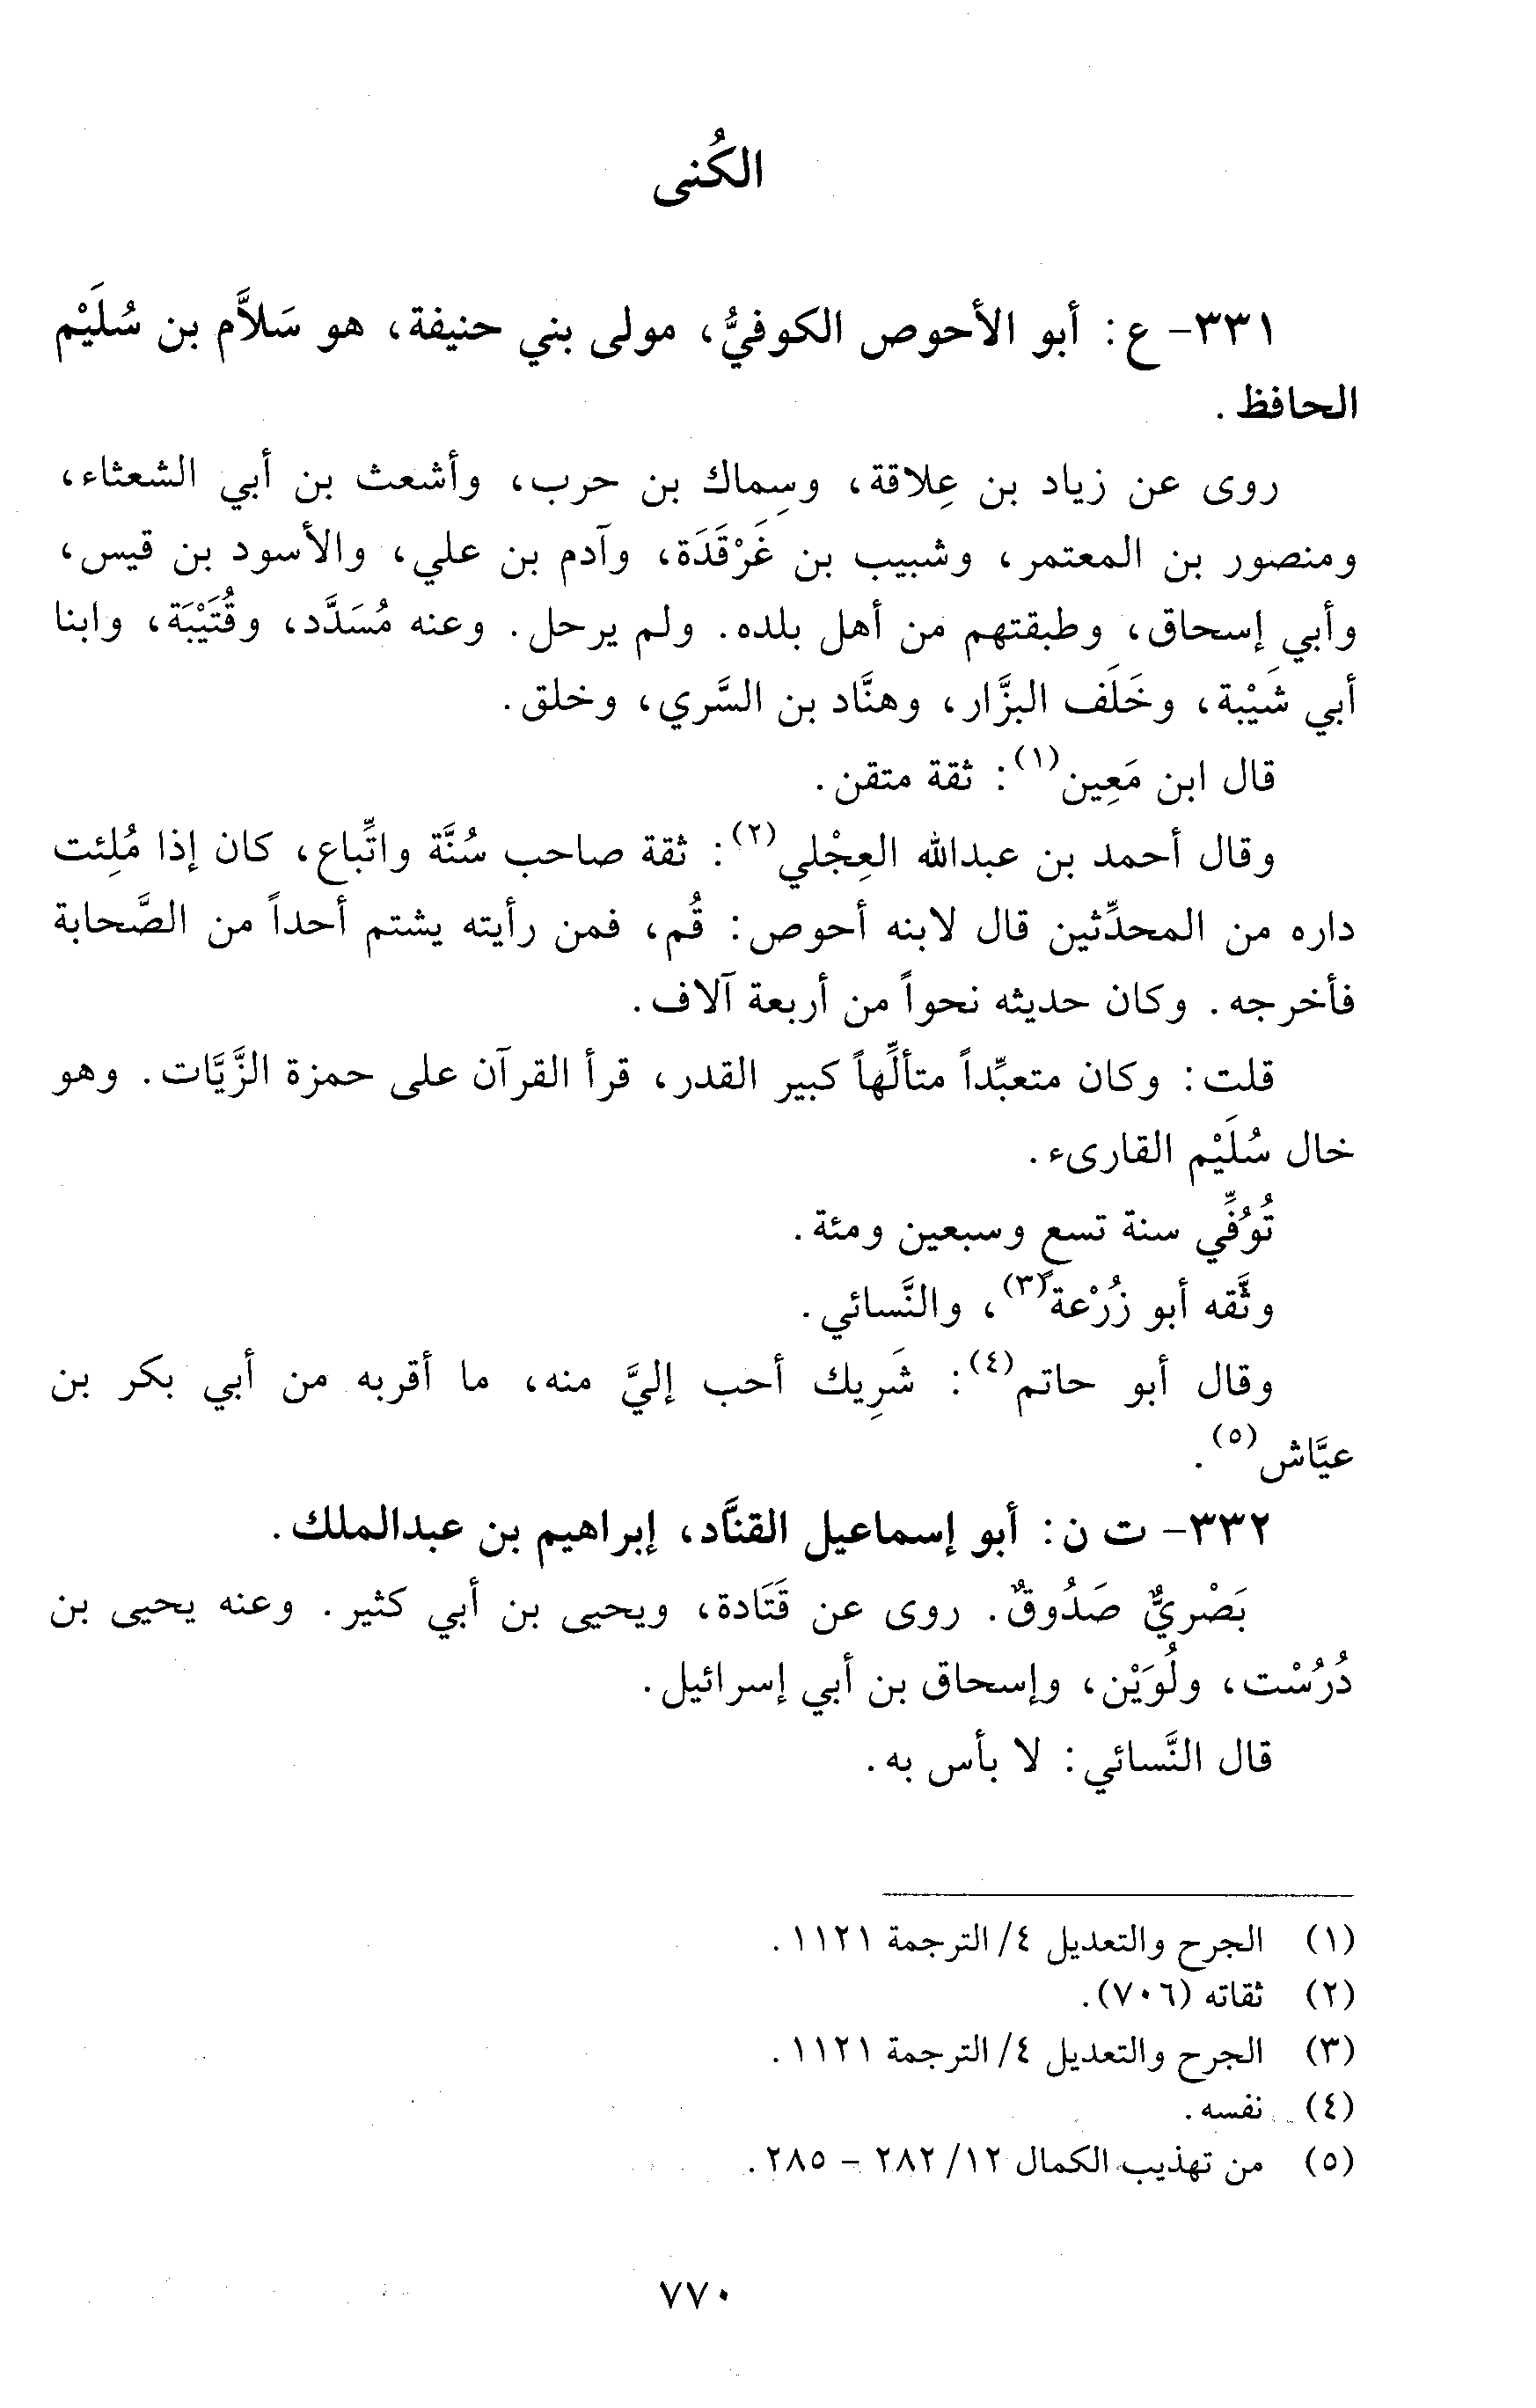 الكُنى
٣٣١- ع: أبو الأحوص الكوفيُّ، مولى بني حنيفة، هو سَلاَّم بن سُلَيْم
الحافظ.
روى عن زياد بن عِلاقة، وسِماك بن حرب، وأشعث بن أبي الشعثاء،
ومنصور بن المعتمر، وشبيب بن غَرْقَدَة، وآدم بن علي، والأسود بن قيس،
وأبي إسحاق، وطبقتهم من أهل بلده. ولم يرحل. وعنه مُسَدَّد، وقُتَيْبَة، وابنا
أبي شَيْبة، وخَلَف البزَّار، وهنَّاد بن السَّري، وخلق.
قال ابن مَعِين(١): ثقة متقن.
وقال أحمد بن عبدالله العِجْلي(٢): ثقة صاحب سُنَّة واتِّباع، كان إذا مُلِئت
داره من المحدِّثين قال لابنه أحوص: قُم، فمن رأيته يشتم أحداً من الصَّحابة
فأخرجه. وكان حديثه نحواً من أربعة آلاف.
قلت: وكان متعبِّداً متألِّهاً كبير القدر، قرأ القرآن على حمزة الزَّيَّات. وهو
خال سُلَيْم القارىء.
تُوُفِّي سنة تسعٍ وسبعين ومئة.
وثَّقه أبو زُرْعة(٣)، والنَّسائي.
وقال أبو حاتم(٤): شَرِيك أحب إليَّ منه، ما أقربه من أبي بكر بن
عيَّاش(٥).
٣٣٢- ت ن: أبو إسماعيل القنَّاد، إبراهيم بن عبدالملك.
بَصْريٌّ صَدُوقٌ. روى عن قَتَادة، ويحيى بن أبي كثير. وعنه يحيى بن
دُرُسْت، ولُوَيْن، وإسحاق بن أبي إسرائيل.
قال النَّسائي: لا بأس به.
(١) الجرح والتعديل ٤/ الترجمة ١١٢١.
(٢) ثقاته (٧٠٦).
(٣) الجرح والتعديل ٤/ الترجمة ١١٢١.
(٤) نفسه.
(٥) من تهذيب الكمال ١٢/ ٢٨٢ - ٢٨٥.
٧٧٠